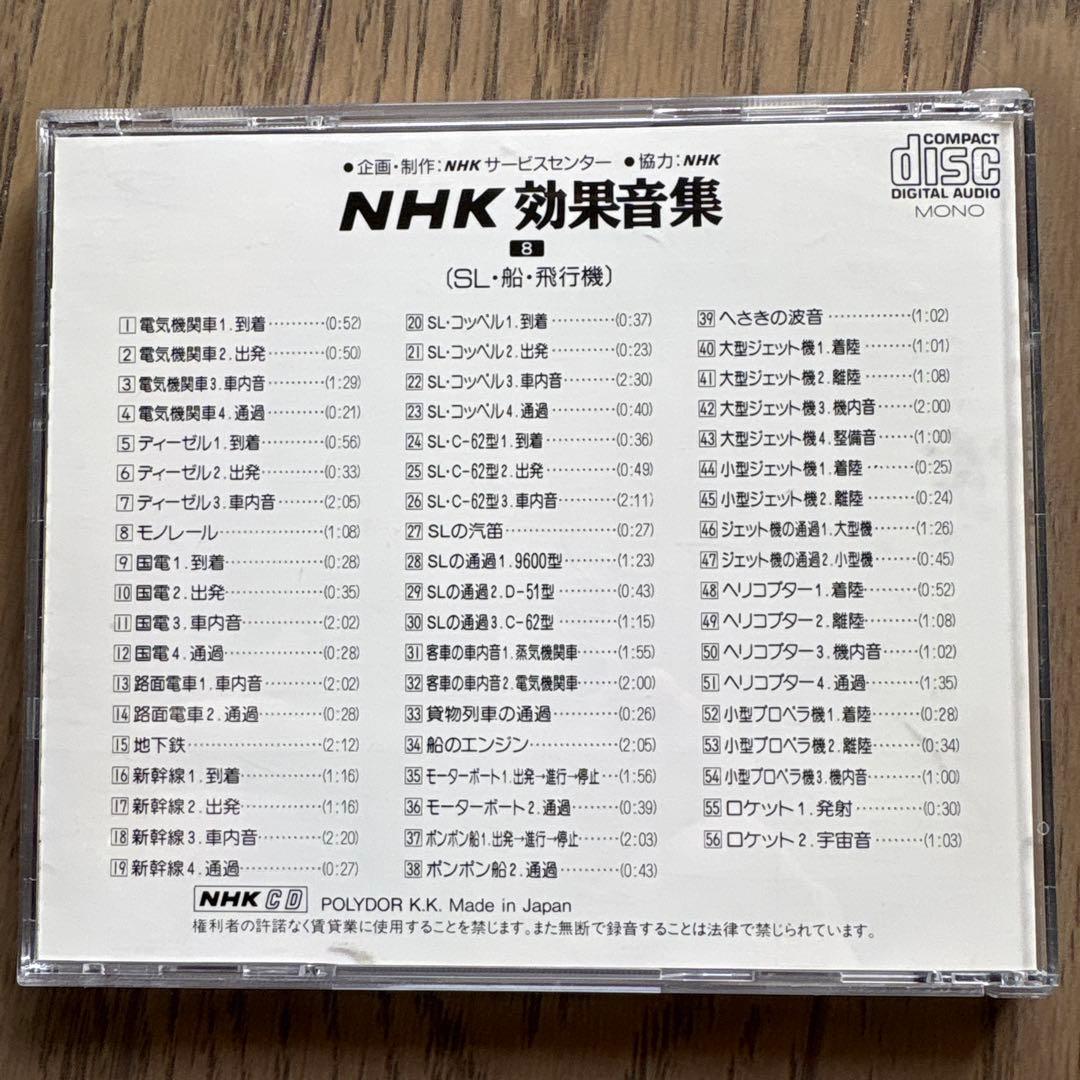 ●企画・制作:NHKサービスセンター ●協力:NHK
COMPACT
disc
DIGITAL AUDIO
MONO
NHK 効果音集
8
〔SL・船・飛行機〕
1 電気機関車1.到着………(0:52)
2 電気機関車2.出発………(0:50)
3 電気機関車3.車内音………(1:29)
4 電気機関車4.通過………(0:21)
5 ディーゼル1.到着………(0:56)
6 ディーゼル2.出発………(0:33)
7 ディーゼル3.車内音………(2:05)
8 モノレール………(1:08)
9 国電1.到着………(0:28)
10 国電2.出発………(0:35)
11 国電3.車内音………(2:02)
12 国電4.通過………(0:28)
13 路面電車1.車内音………(2:02)
14 路面電車2.通過………(0:28)
15 地下鉄………(2:12)
16 新幹線1.到着………(1:16)
17 新幹線2.出発………(1:16)
18 新幹線3.車内音………(2:20)
19 新幹線4.通過………(0:27)
20 SL・コッペル1.到着………(0:37)
21 SL・コッペル2.出発………(0:23)
22 SL・コッペル3.車内音………(2:30)
23 SL・コッペル4.通過………(0:40)
24 SL・C-62型1.到着………(0:36)
25 SL・C-62型2.出発………(0:49)
26 SL・C-62型3.車内音………(2:11)
27 SLの汽笛………(0:27)
28 SLの通過1.9600型………(1:23)
29 SLの通過2.D-51型………(0:43)
30 SLの通過3.C-62型………(1:15)
31 客車の車内音1.蒸気機関車………(1:55)
32 客車の車内音2.電気機関車………(2:00)
33 貨物列車の通過………(0:26)
34 船のエンジン………(2:05)
35 モーターボート1.出発→進行→停止…(1:56)
36 モーターボート2.通過………(0:39)
37 ポンポン船1.出発→進行→停止………(2:03)
38 ポンポン船2.通過………(0:43)
39 へさきの波音………(1:02)
40 大型ジェット機1.着陸………(1:01)
41 大型ジェット機2.離陸………(1:08)
42 大型ジェット機3.機内音………(2:00)
43 大型ジェット機4.整備音………(1:00)
44 小型ジェット機1.着陸………(0:25)
45 小型ジェット機2.離陸………(0:24)
46 ジェット機の通過1.大型機………(1:26)
47 ジェット機の通過2.小型機………(0:45)
48 ヘリコプター1.着陸………(0:52)
49 ヘリコプター2.離陸………(1:08)
50 ヘリコプター3.機内音………(1:02)
51 ヘリコプター4.通過………(1:35)
52 小型プロペラ機1.着陸………(0:28)
53 小型プロペラ機2.離陸………(0:34)
54 小型プロペラ機3.機内音………(1:00)
55 ロケット1.発射………(0:30)
56 ロケット2.宇宙音………(1:03)
NHK CD POLYDOR K.K. Made in Japan
権利者の許諾なく賃貸業に使用することを禁じます。また無断で録音することは法律で禁じられています。